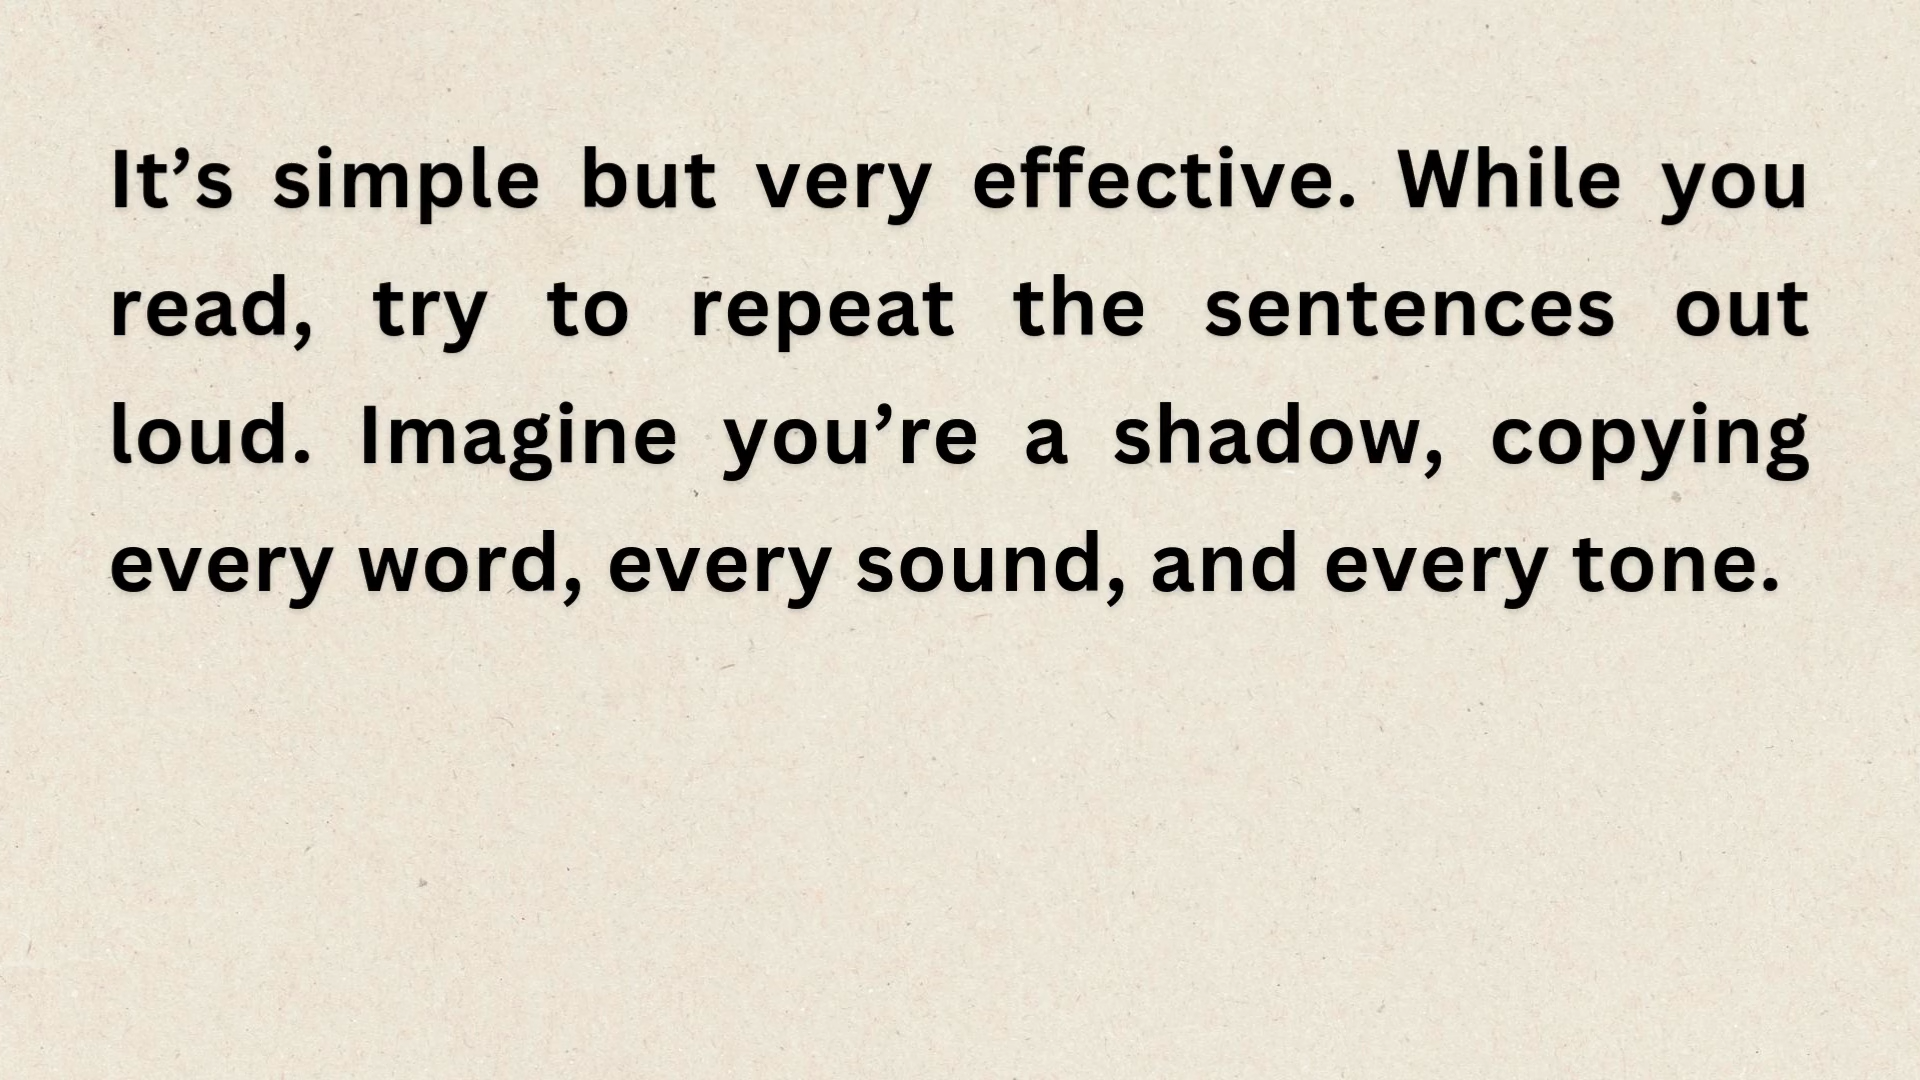 It’s simple but very effective. While you
read, try to repeat the sentences out
loud. Imagine you’re a shadow, copying
every word, every sound, and every tone.